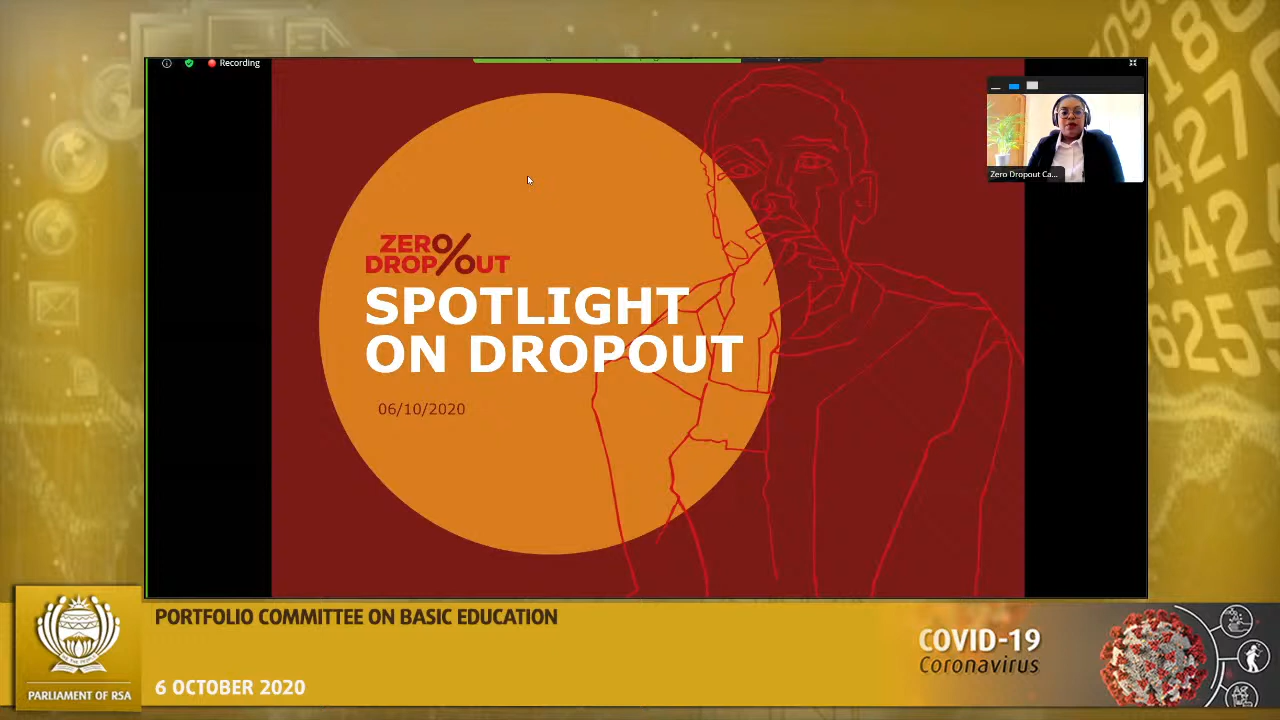 Recording
Zero Dropout Ca...
ZERO
DROP%OUT
SPOTLIGHT
ON DROPOUT
06/10/2020
PORTFOLIO COMMITTEE ON BASIC EDUCATION
6 OCTOBER 2020
PARLIAMENT OF RSA
COVID-19
Coronavirus